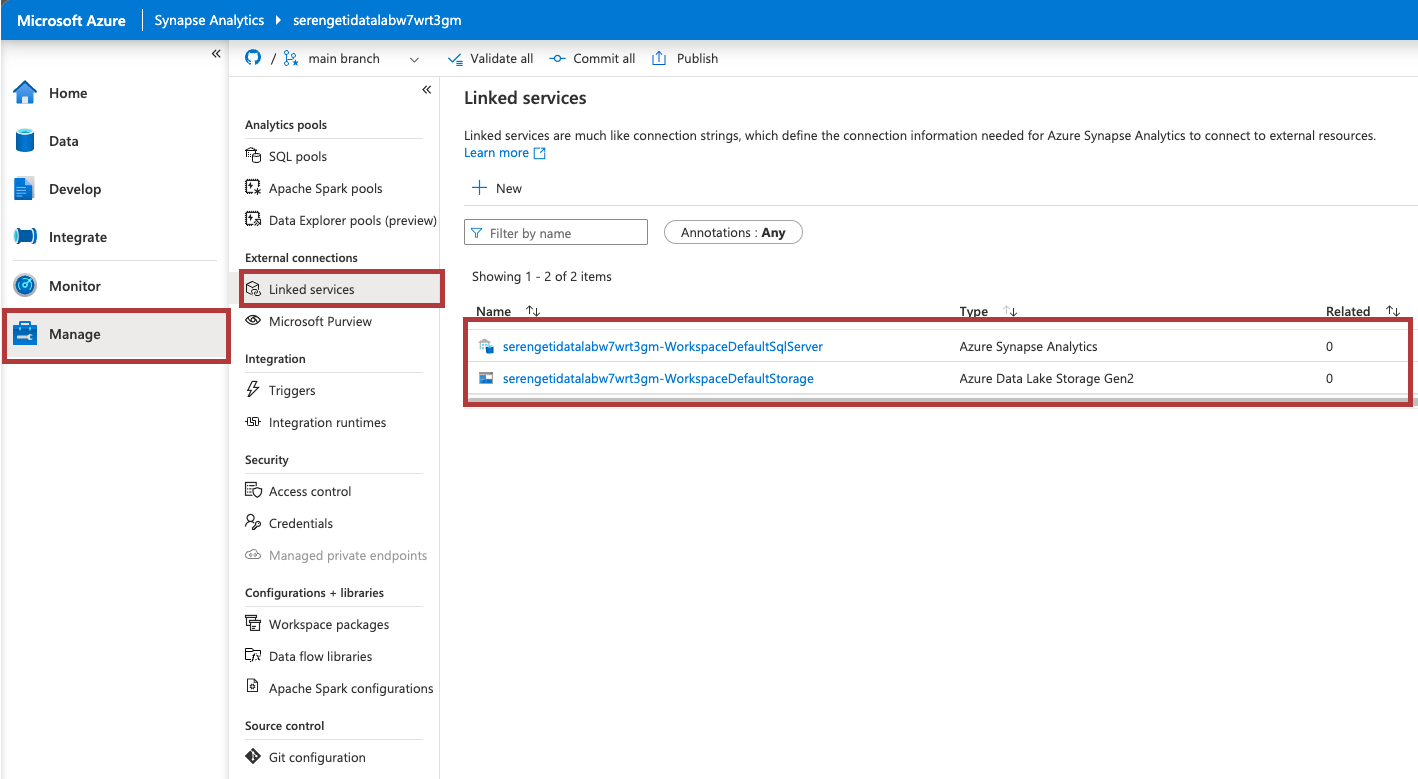 Microsoft Azure Synapse Analytics serengetidatalabw7wrt3gm
Home
Data
Develop
Integrate
Monitor
Manage
/ main branch Validate all Commit all Publish
Analytics pools
SQL pools
Apache Spark pools
Data Explorer pools (preview)
External connections
Linked services
Microsoft Purview
Integration
Triggers
Integration runtimes
Security
Access control
Credentials
Managed private endpoints
Configurations + libraries
Workspace packages
Data flow libraries
Apache Spark configurations
Source control
Git configuration
Linked services
Linked services are much like connection strings, which define the connection information needed for Azure Synapse Analytics to connect to external resources.
Learn more
New
Filter by name Annotations : Any
Showing 1 - 2 of 2 items
Name Type Related
serengetidatalabw7wrt3gm-WorkspaceDefaultSqlServer Azure Synapse Analytics 0
serengetidatalabw7wrt3gm-WorkspaceDefaultStorage Azure Data Lake Storage Gen2 0